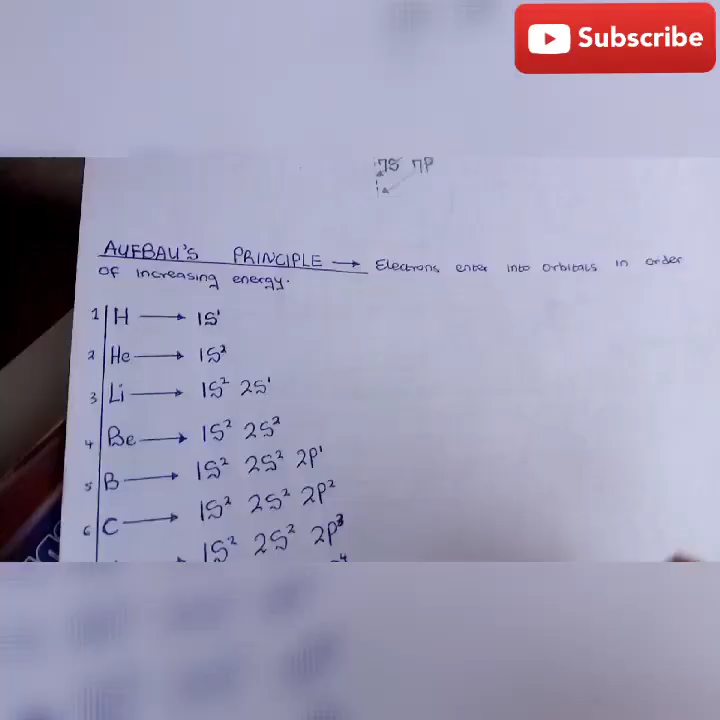 Subscribe
7S 7P
AUFBAU'S PRINCIPLE → Electrons enter into orbitals in order
of increasing energy.
1 H → 1S¹
2 He → 1S²
3 Li → 1S² 2S¹
4 Be → 1S² 2S²
5 B → 1S² 2S² 2P¹
6 C → 1S² 2S² 2P²
1S² 2S² 2P³
4